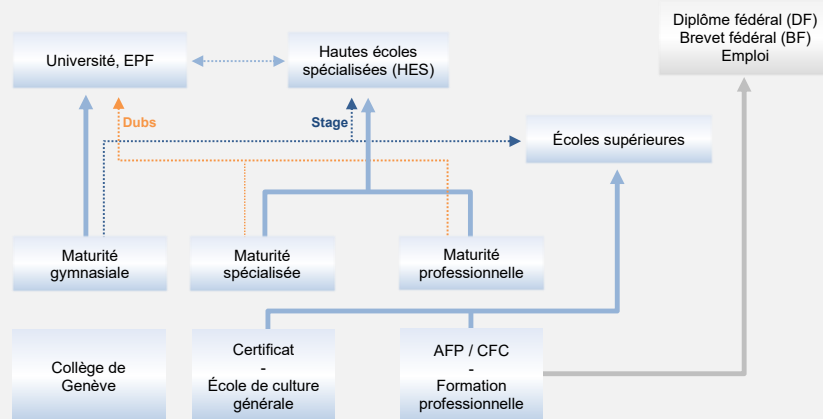 Diplôme fédéral (DF)
Brevet fédéral (BF)
Emploi
Université, EPF
Hautes écoles
spécialisées (HES)
Dubs
Stage
Écoles supérieures
Maturité
gymnasiale
Maturité
spécialisée
Maturité
professionnelle
Collège de
Genève
Certificat
-
École de culture
générale
AFP / CFC
-
Formation
professionnelle